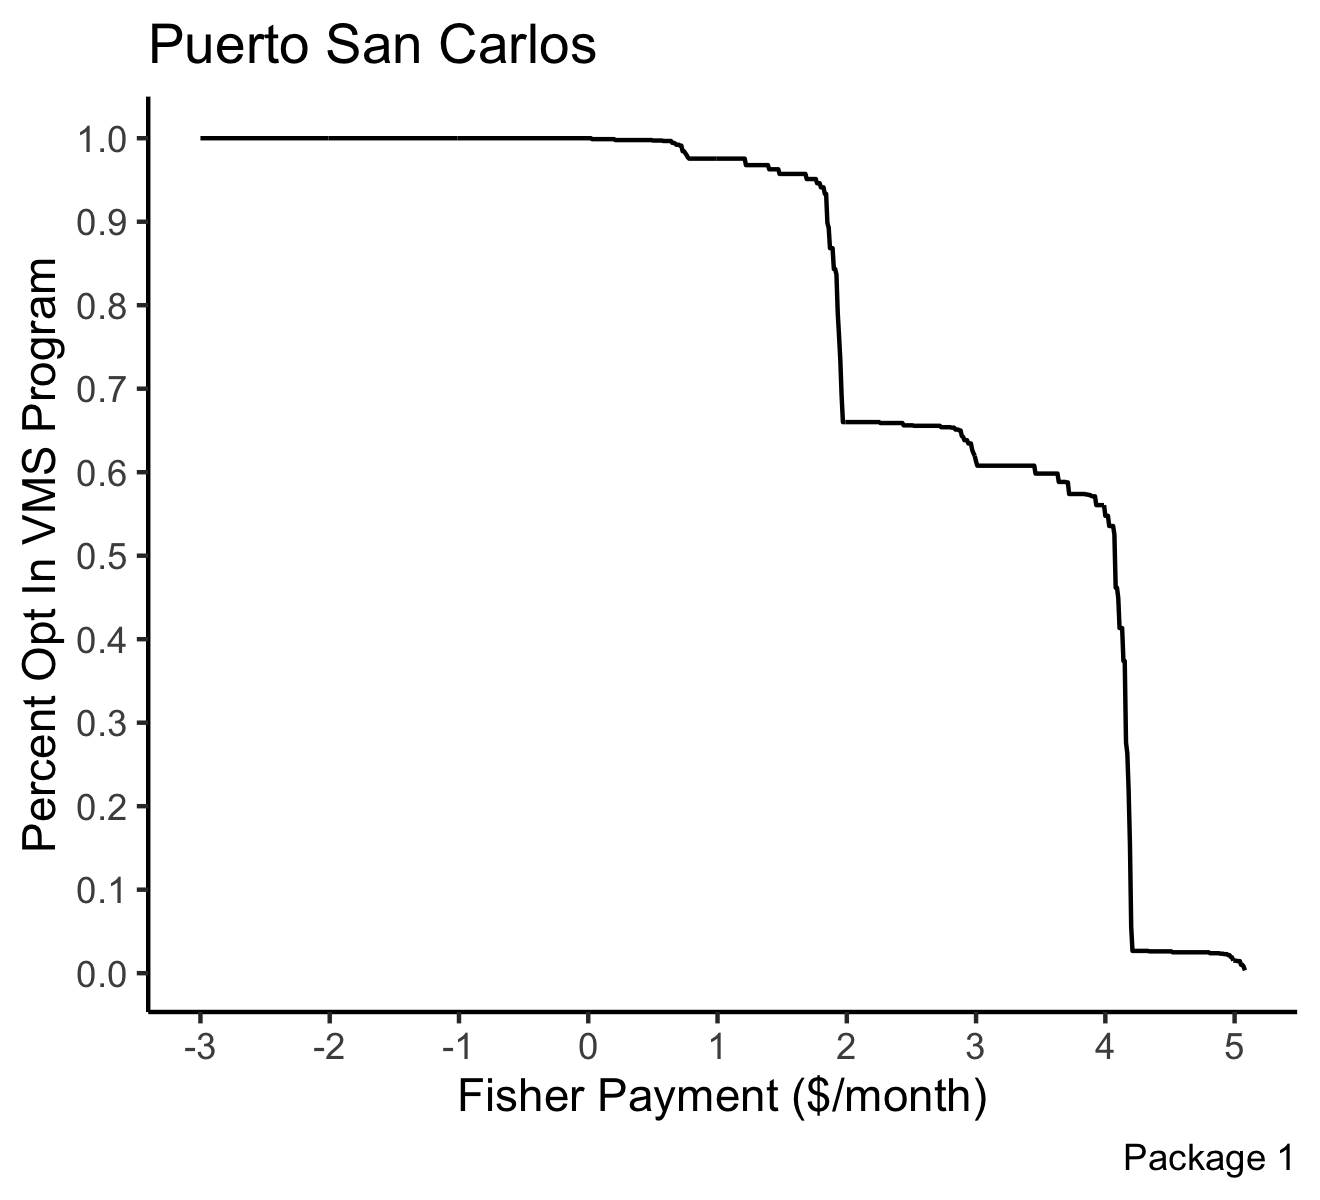 Puerto San Carlos
Percent Opt In VMS Program
1.0
0.9
0.8
0.7
0.6
0.5
0.4
0.3
0.2
0.1
0.0
-3 -2 -1 0 1 2 3 4 5
Fisher Payment ($/month)
Package 1